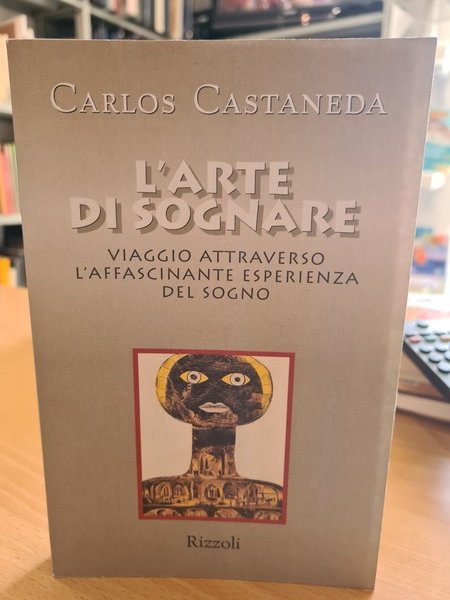 CARLOS CASTANEDA
L'ARTE
DI SOGNARE
VIAGGIO ATTRAVERSO
L'AFFASCINANTE ESPERIENZA
DEL SOGNO
Rizzoli